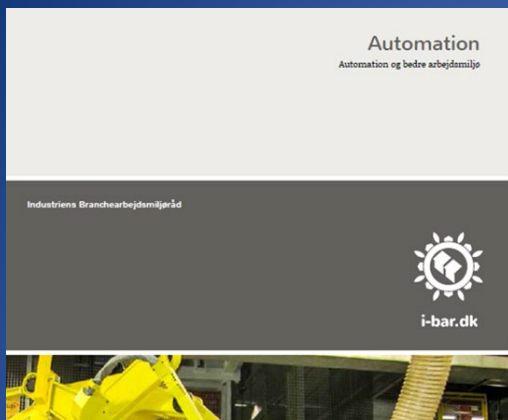 Automation
Automation og bedre arbejdsmiljø
Industriens Branchearbejdsmiljøråd
i-bar.dk